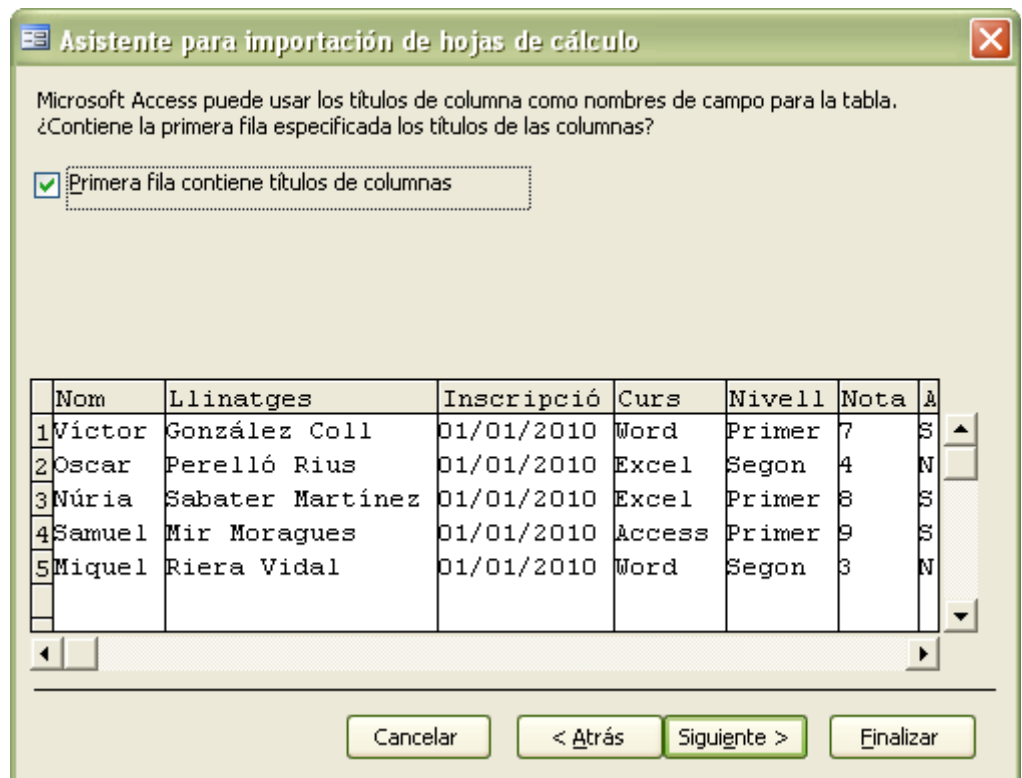 Asistente para importación de hojas de cálculo
Microsoft Access puede usar los títulos de columna como nombres de campo para la tabla.
¿Contiene la primera fila especificada los títulos de las columnas?
Primera fila contiene títulos de columnas
Nom Llinatges Inscripció Curs Nivell Nota A
1 Víctor González Coll 01/01/2010 Word Primer 7 S
2 Oscar Perelló Rius 01/01/2010 Excel Segon 4 N
3 Núria Sabater Martínez 01/01/2010 Excel Primer 8 S
4 Samuel Mir Moragues 01/01/2010 Access Primer 9 S
5 Miquel Riera Vidal 01/01/2010 Word Segon 3 N
Cancelar < Atrás Siguiente > Finalizar